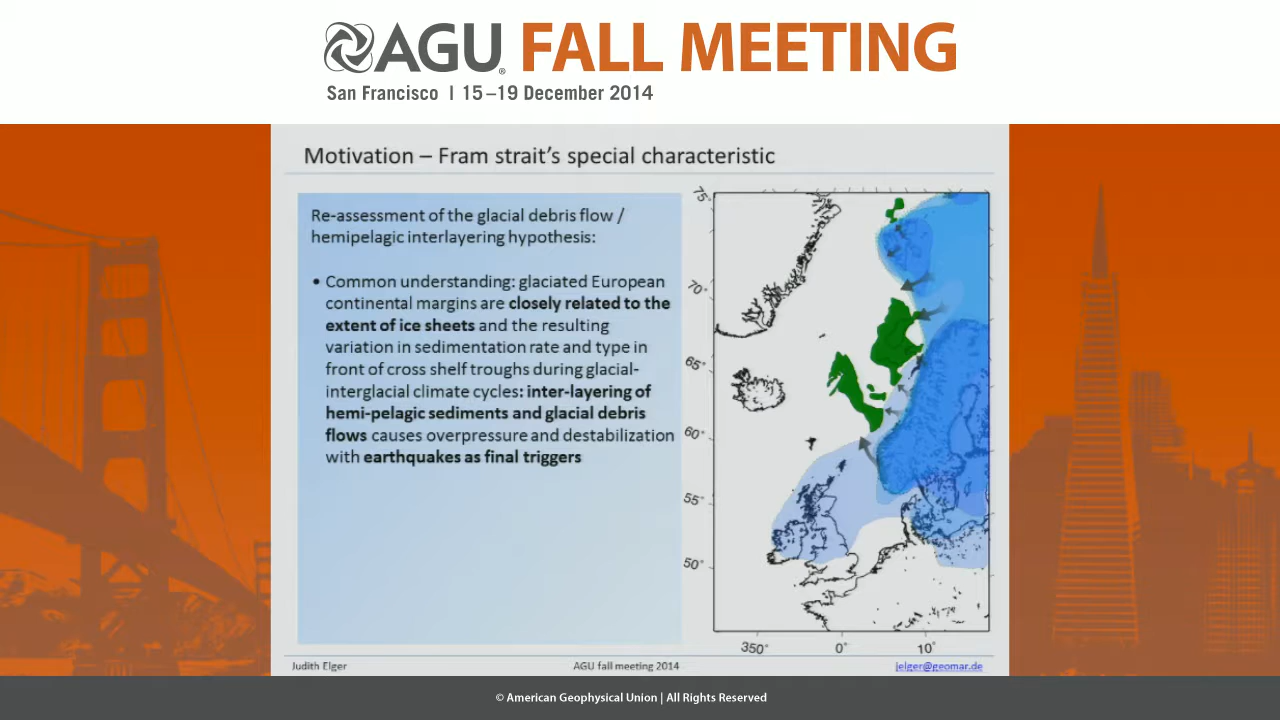 AGU FALL MEETING
San Francisco | 15–19 December 2014
Motivation – Fram strait's special characteristic
Re-assessment of the glacial debris flow /
hemipelagic interlayering hypothesis:
• Common understanding: glaciated European
continental margins are closely related to the
extent of ice sheets and the resulting
variation in sedimentation rate and type in
front of cross shelf troughs during glacial-
interglacial climate cycles: inter-layering of
hemi-pelagic sediments and glacial debris
flows causes overpressure and destabilization
with earthquakes as final triggers
75°
70°
65°
60°
55°
50°
350° 0° 10°
Judith Elger AGU fall meeting 2014 jelger@geomar.de
© American Geophysical Union | All Rights Reserved